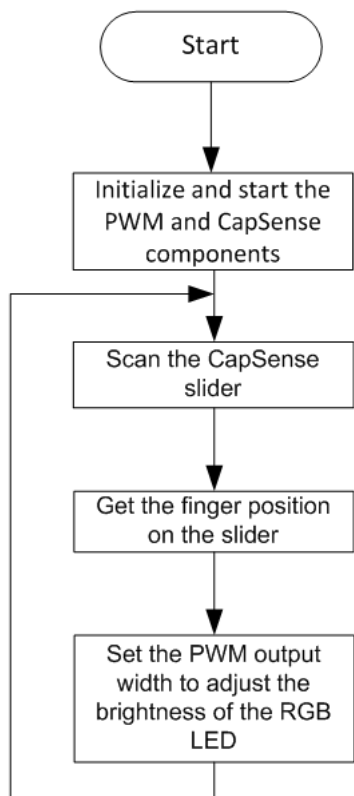 Start
Initialize and start the
PWM and CapSense
components
Scan the CapSense
slider
Get the finger position
on the slider
Set the PWM output
width to adjust the
brightness of the RGB
LED